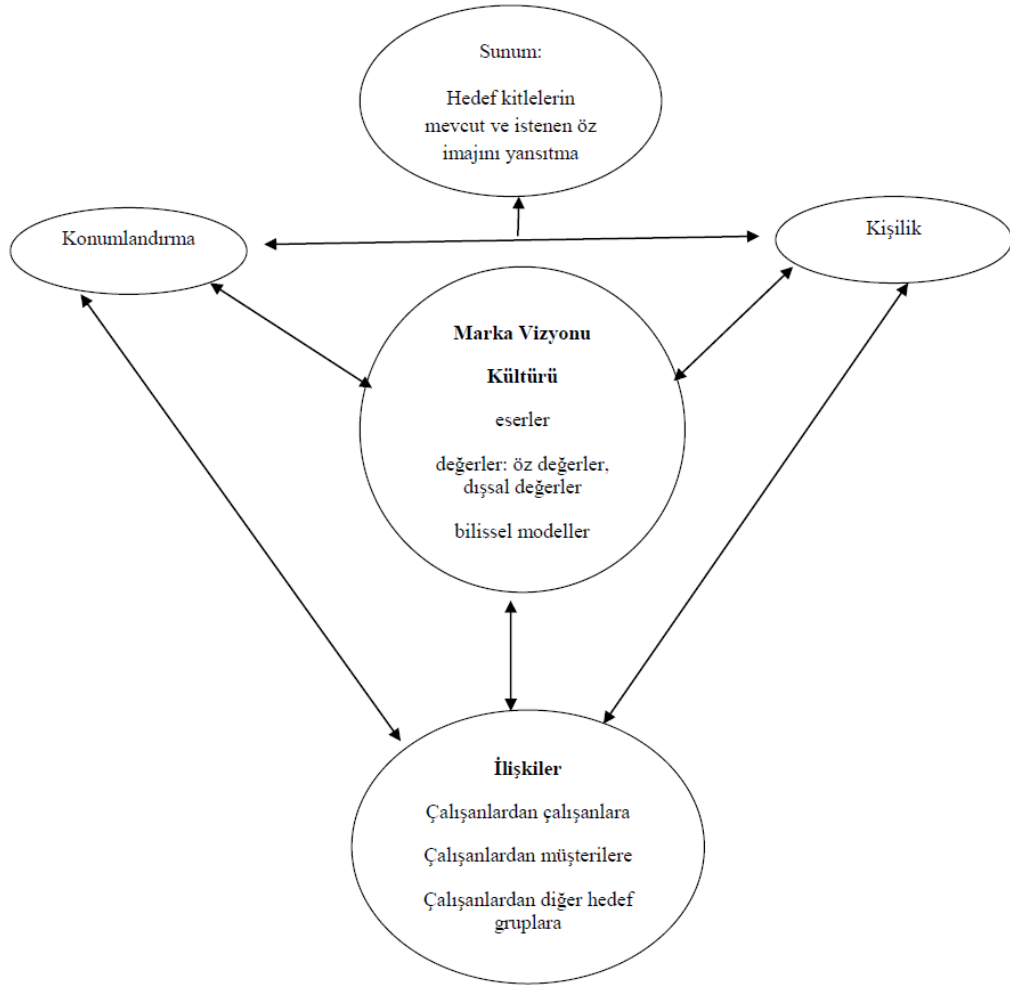 Sunum:
Hedef kitlelerin
mevcut ve istenen öz
imajını yansıtma
Konumlandırma
Kişilik
Marka Vizyonu
Kültürü
eserler
değerler: öz değerler,
dışsal değerler
bilissel modeller
İlişkiler
Çalışanlardan çalışanlara
Çalışanlardan müşterilere
Çalışanlardan diğer hedef
gruplara